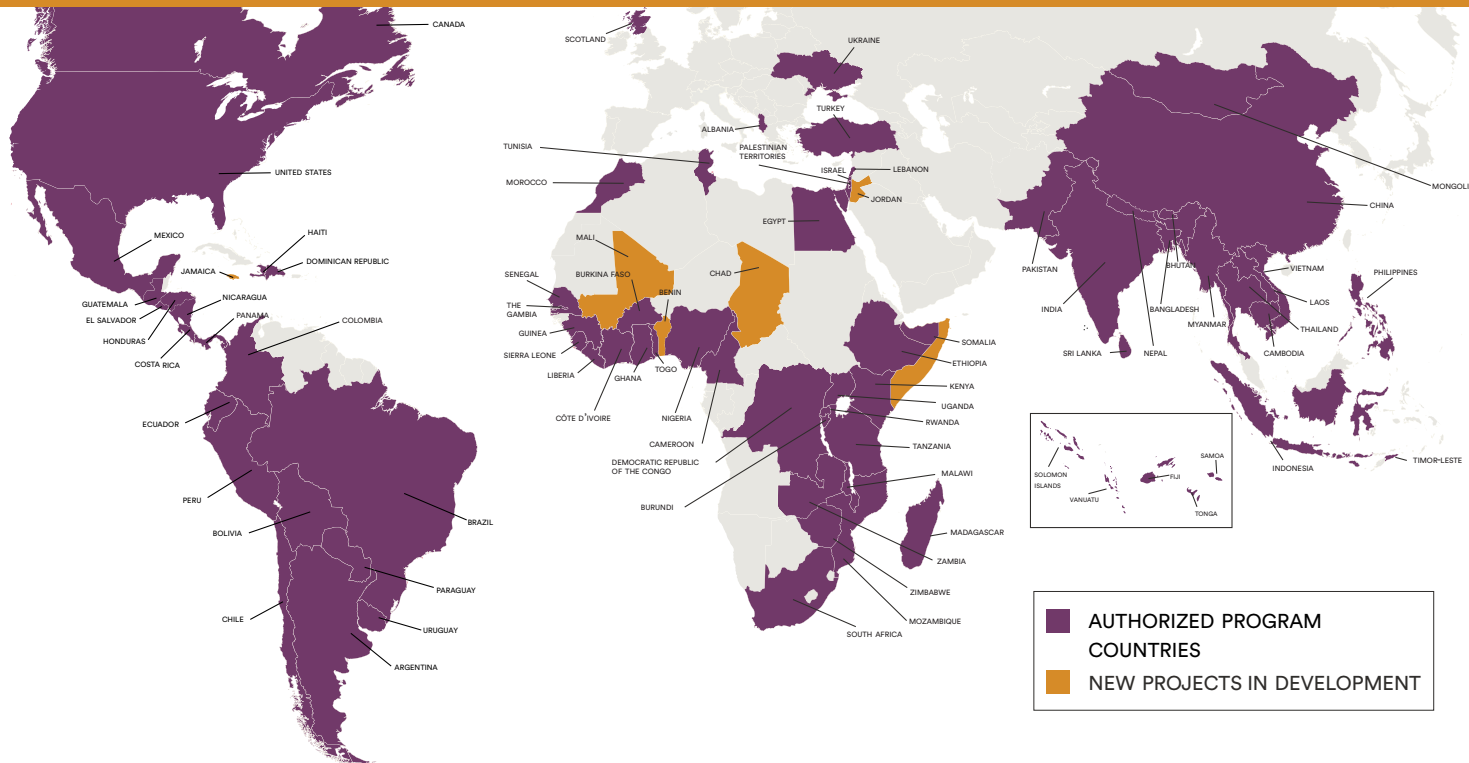 CANADA
UNITED STATES
MEXICO
HAITI
DOMINICAN REPUBLIC
JAMAICA
GUATEMALA
NICARAGUA
EL SALVADOR
PANAMA
COLOMBIA
HONDURAS
COSTA RICA
ECUADOR
PERU
BOLIVIA
BRAZIL
PARAGUAY
CHILE
URUGUAY
ARGENTINA
SCOTLAND
UKRAINE
TURKEY
ALBANIA
TUNISIA
PALESTINIAN
TERRITORIES
ISRAEL
LEBANON
MOROCCO
JORDAN
EGYPT
MALI
SENEGAL
BURKINA FASO
CHAD
BENIN
THE
GAMBIA
GUINEA
SIERRA LEONE
LIBERIA
GHANA
TOGO
CÔTE D'IVOIRE
NIGERIA
CAMEROON
DEMOCRATIC REPUBLIC
OF THE CONGO
BURUNDI
SOMALIA
ETHIOPIA
KENYA
UGANDA
RWANDA
TANZANIA
MALAWI
MADAGASCAR
ZAMBIA
ZIMBABWE
MOZAMBIQUE
SOUTH AFRICA
MONGOLI
CHINA
PAKISTAN
BHUTAN
VIETNAM
PHILIPPINES
INDIA
BANGLADESH
LAOS
MYANMAR
THAILAND
SRI LANKA
NEPAL
CAMBODIA
INDONESIA
TIMOR-LESTE
SOLOMON
ISLANDS
VANUATU
FIJI
SAMOA
TONGA
AUTHORIZED PROGRAM
COUNTRIES
NEW PROJECTS IN DEVELOPMENT